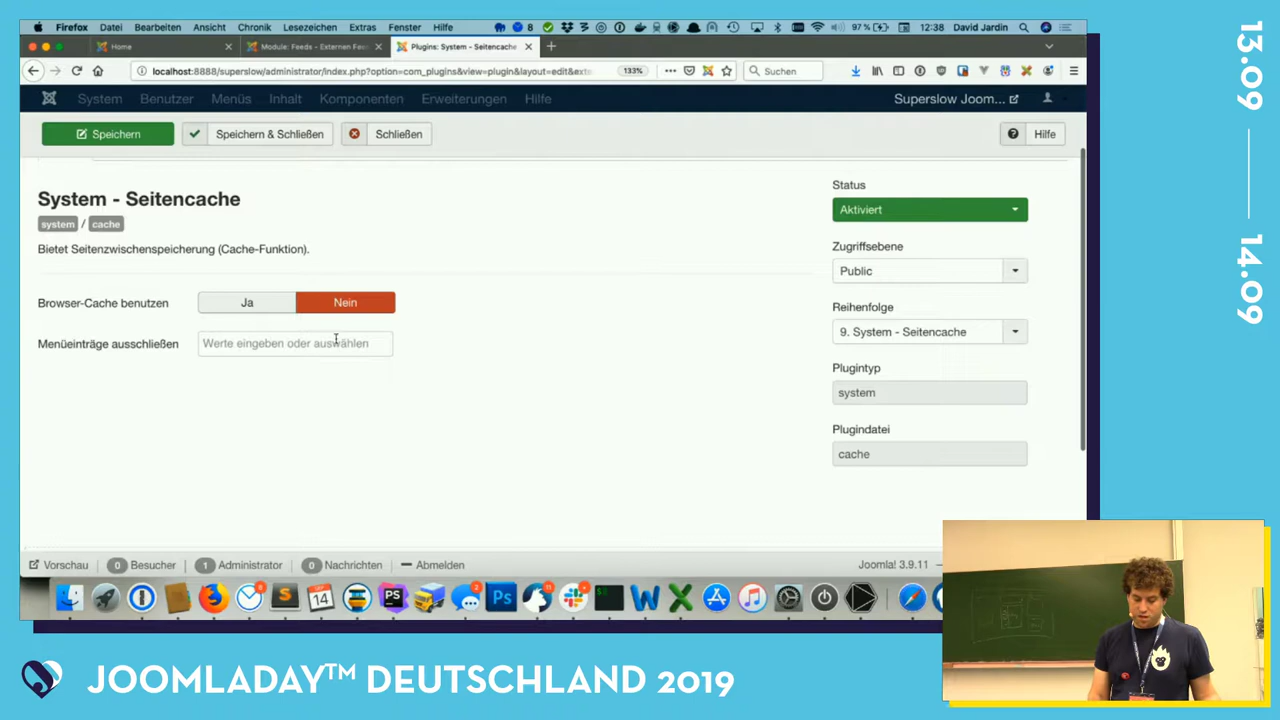 Firefox Datei Bearbeiten Ansicht Chronik Lesezeichen Extras Fenster Hilfe 8 97 % 12:38 David Jardin
Home Module: Feeds - Externen Fee Plugins: System - Seitencache
localhost:8888/superslow/administrator/index.php?option=com_plugins&view=plugin&layout=edit&ext 133% Suchen
System Benutzer Menüs Inhalt Komponenten Erweiterungen Hilfe Superslow Joom...
Speichern Speichern & Schließen Schließen Hilfe
System - Seitencache
system / cache
Bietet Seitenzwischenspeicherung (Cache-Funktion).
Browser-Cache benutzen Ja Nein
Menüeinträge ausschließen Werte eingeben oder auswählen
Status
Aktiviert
Zugriffsebene
Public
Reihenfolge
9. System - Seitencache
Plugintyp
system
Plugindatei
cache
Vorschau 0 Besucher 1 Administrator 0 Nachrichten Abmelden Joomla! 3.9.11
14 PS Ps
13.09
14.09
JOOMLADAY™ DEUTSCHLAND 2019